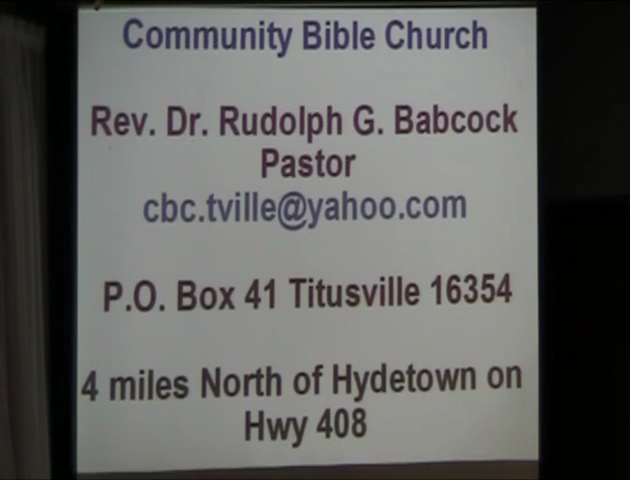 Community Bible Church
Rev. Dr. Rudolph G. Babcock
Pastor
cbc.tville@yahoo.com
P.O. Box 41 Titusville 16354
4 miles North of Hydetown on
Hwy 408